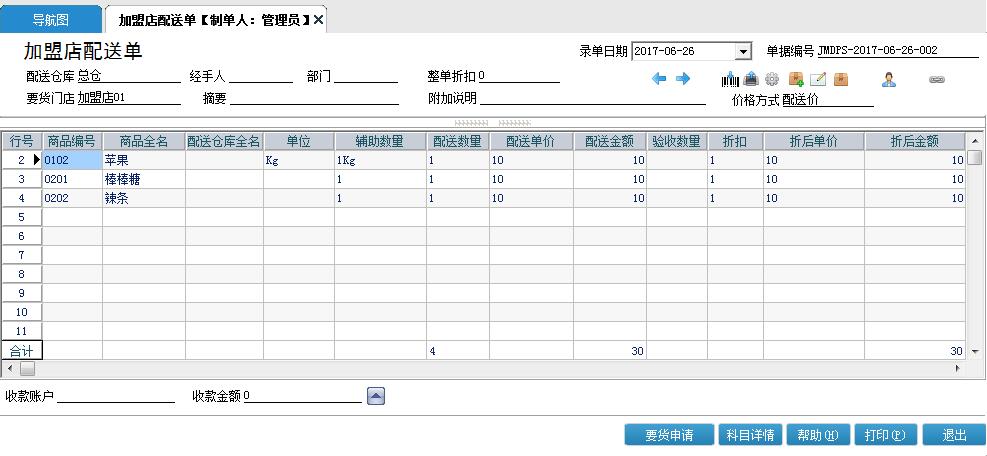 导航图 加盟店配送单【制单人：管理员】
加盟店配送单 录单日期 2017-06-26 单据编号 JMDPS-2017-06-26-002
配送仓库 总仓 经手人 部门 整单折扣 0
要货门店 加盟店01 摘要 附加说明 价格方式 配送价
行号 商品编号 商品全名 配送仓库全名 单位 辅助数量 配送数量 配送单价 配送金额 验收数量 折扣 折后单价 折后金额
2 0102 苹果 Kg 1Kg 1 10 10 1 10 10
3 0201 棒棒糖 1 1 10 10 1 10 10
4 0202 辣条 1 1 10 10 1 10 10
5
6
7
8
9
10
11
合计 4 30 30
收款账户 收款金额 0
要货申请 科目详情 帮助(H) 打印(P) 退出